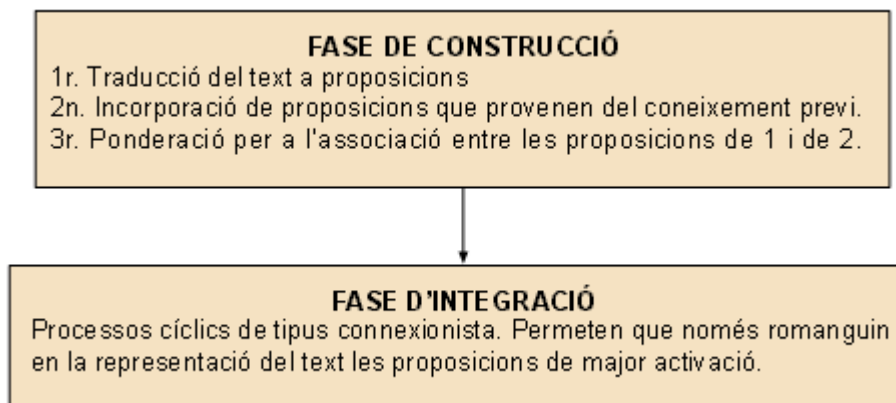 FASE DE CONSTRUCCIÓ
1r. Traducció del text a proposicions
2n. Incorporació de proposicions que provenen del coneixement previ.
3r. Ponderació per a l'associació entre les proposicions de 1 i de 2.
FASE D'INTEGRACIÓ
Processos cíclics de tipus connexionista. Permeten que només romanguin
en la representació del text les proposicions de major activació.